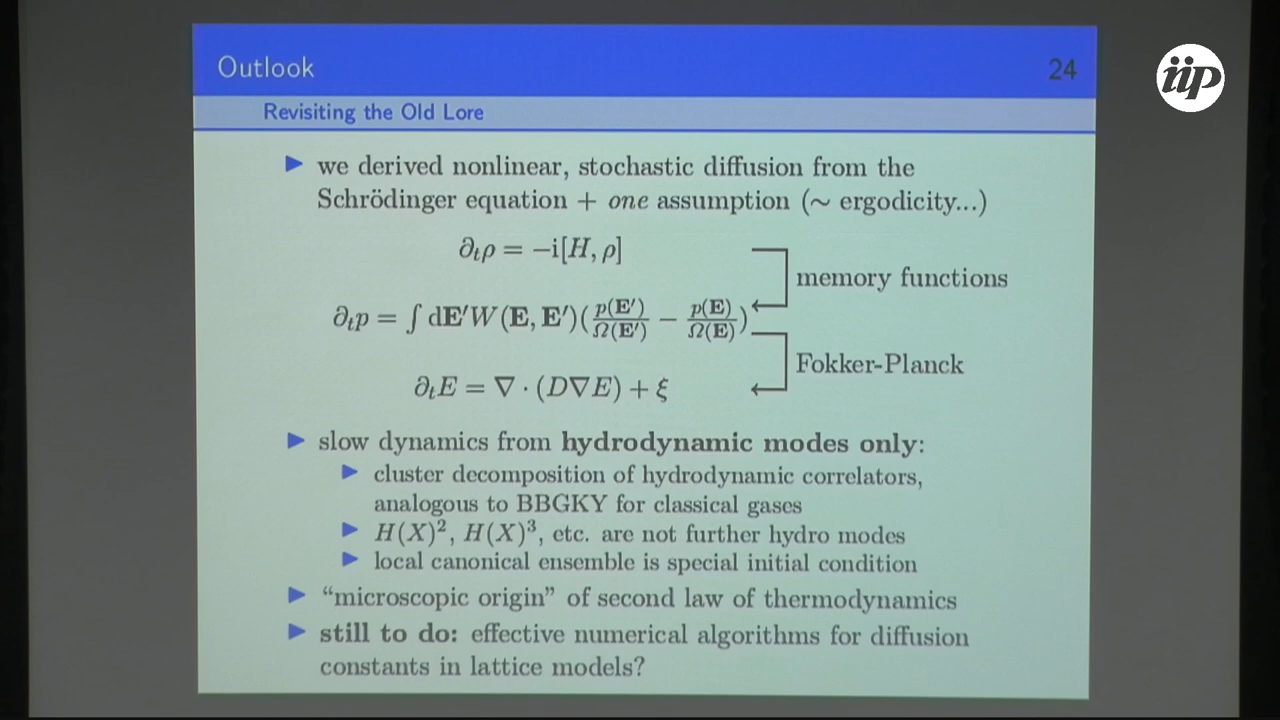 Outlook
24
iip
Revisiting the Old Lore
▶ we derived nonlinear, stochastic diffusion from the
Schrödinger equation + one assumption (∼ ergodicity...)
∂ₜρ = −i[H, ρ]
memory functions
∂ₜp = ∫ dE′W(E, E′)(p(E′)/Ω(E′) − p(E)/Ω(E))
Fokker-Planck
∂ₜE = ∇ · (D∇E) + ξ
▶ slow dynamics from hydrodynamic modes only:
▶ cluster decomposition of hydrodynamic correlators,
analogous to BBGKY for classical gases
▶ H(X)², H(X)³, etc. are not further hydro modes
▶ local canonical ensemble is special initial condition
▶ “microscopic origin” of second law of thermodynamics
▶ still to do: effective numerical algorithms for diffusion
constants in lattice models?